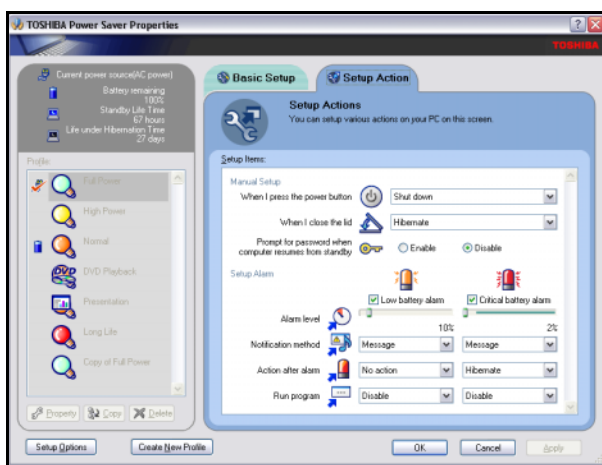 TOSHIBA Power Saver Properties
TOSHIBA
Current power source(AC power)
Battery remaining
100%
Standby Life Time
67 hours
Life under Hibernation Time
27 days
Profile
Full Power
High Power
Normal
DVD
DVD Playback
Presentation
Long Life
Copy of Full Power
Property
Copy
Delete
Setup Options
Create New Profile
Basic Setup
Setup Action
Setup Actions
You can setup various actions on your PC on this screen.
Setup Items:
Manual Setup
When I press the power button
Shut down
When I close the lid
Hibernate
Prompt for password when
computer resumes from standby
Enable
Disable
Setup Alarm
Low battery alarm
Critical battery alarm
Alarm level
10%
2%
Notification method
Message
Message
Action after alarm
No action
Hibernate
Run program
Disable
Disable
OK
Cancel
Apply